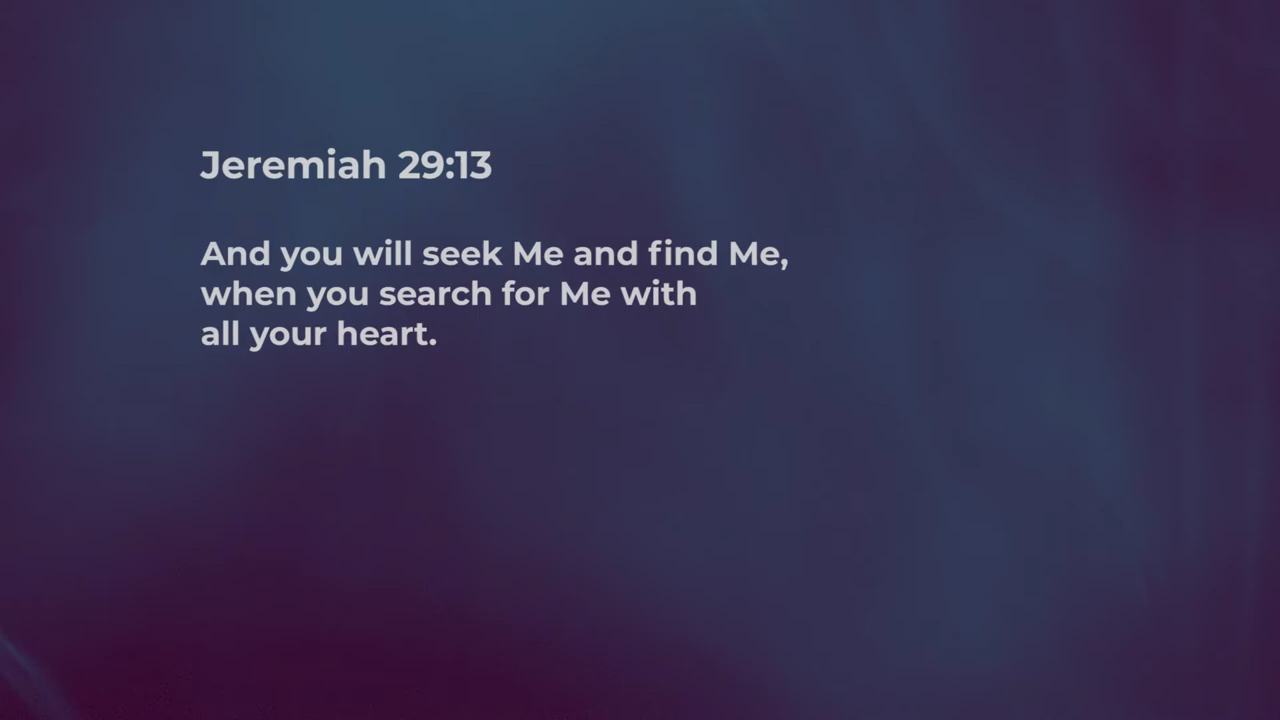 Jeremiah 29:13
And you will seek Me and find Me,
when you search for Me with
all your heart.